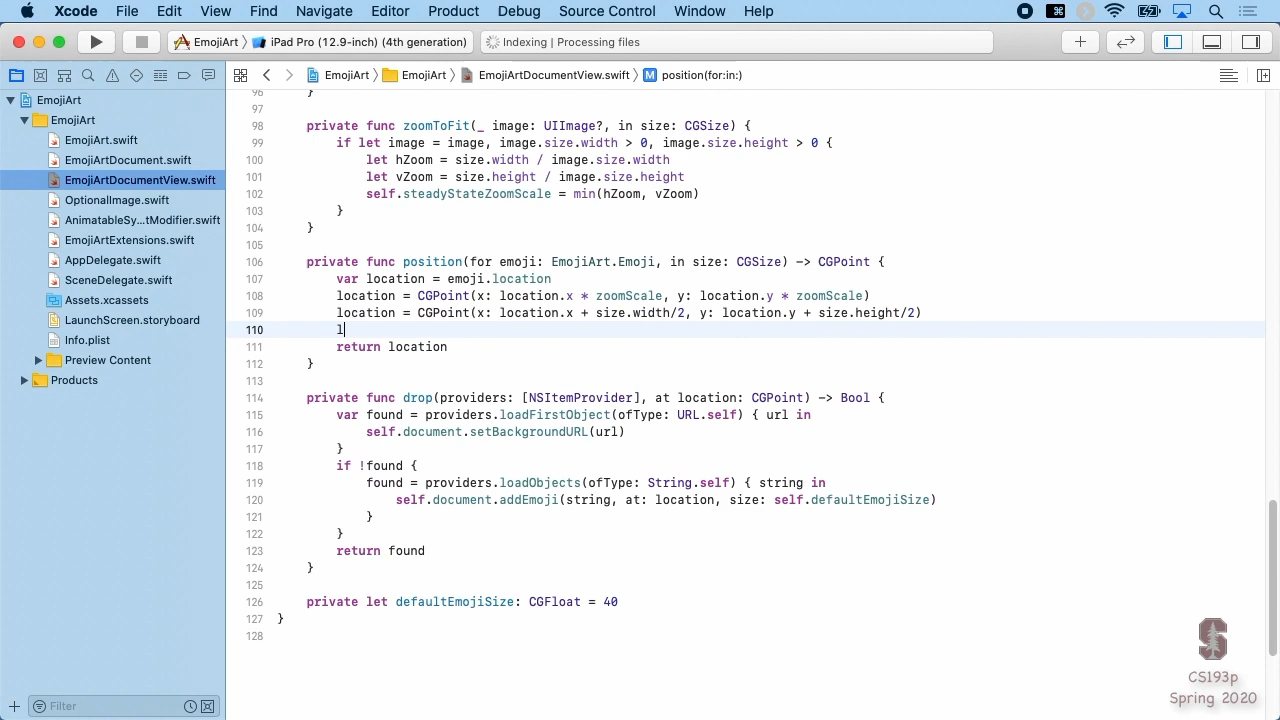 Xcode File Edit View Find Navigate Editor Product Debug Source Control Window Help
EmojiArt iPad Pro (12.9-inch) (4th generation) Indexing | Processing files
EmojiArt EmojiArt EmojiArtDocumentView.swift M position(for:in:)
EmojiArt
EmojiArt
EmojiArt.swift
EmojiArtDocument.swift
EmojiArtDocumentView.swift
OptionalImage.swift
AnimatableSy...tModifier.swift
EmojiArtExtensions.swift
AppDelegate.swift
SceneDelegate.swift
Assets.xcassets
LaunchScreen.storyboard
Info.plist
Preview Content
Products
Filter
96 }
97
98 private func zoomToFit(_ image: UIImage?, in size: CGSize) {
99 if let image = image, image.size.width > 0, image.size.height > 0 {
100 let hZoom = size.width / image.size.width
101 let vZoom = size.height / image.size.height
102 self.steadyStateZoomScale = min(hZoom, vZoom)
103 }
104 }
105
106 private func position(for emoji: EmojiArt.Emoji, in size: CGSize) -> CGPoint {
107 var location = emoji.location
108 location = CGPoint(x: location.x * zoomScale, y: location.y * zoomScale)
109 location = CGPoint(x: location.x + size.width/2, y: location.y + size.height/2)
110 l
111 return location
112 }
113
114 private func drop(providers: [NSItemProvider], at location: CGPoint) -> Bool {
115 var found = providers.loadFirstObject(ofType: URL.self) { url in
116 self.document.setBackgroundURL(url)
117 }
118 if !found {
119 found = providers.loadObjects(ofType: String.self) { string in
120 self.document.addEmoji(string, at: location, size: self.defaultEmojiSize)
121 }
122 }
123 return found
124 }
125
126 private let defaultEmojiSize: CGFloat = 40
127 }
128
S
CS193p
Spring 2020